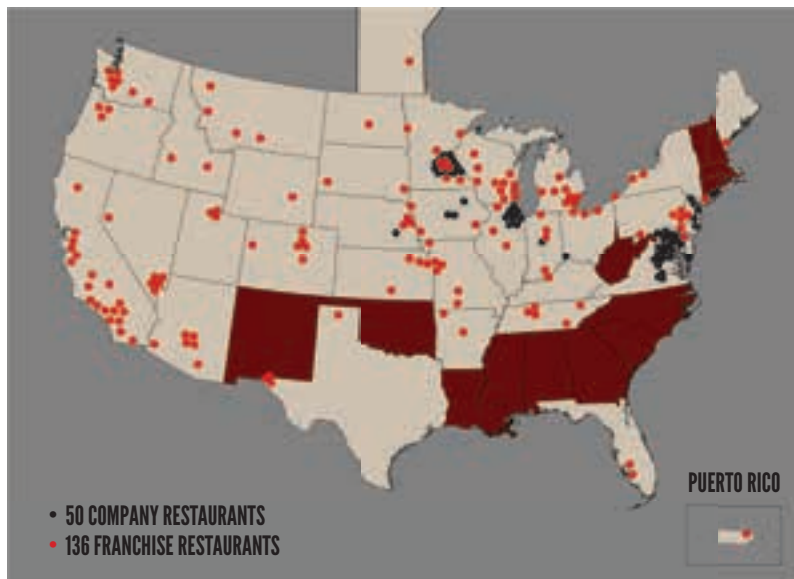 PUERTO RICO
• 50 COMPANY RESTAURANTS
• 136 FRANCHISE RESTAURANTS